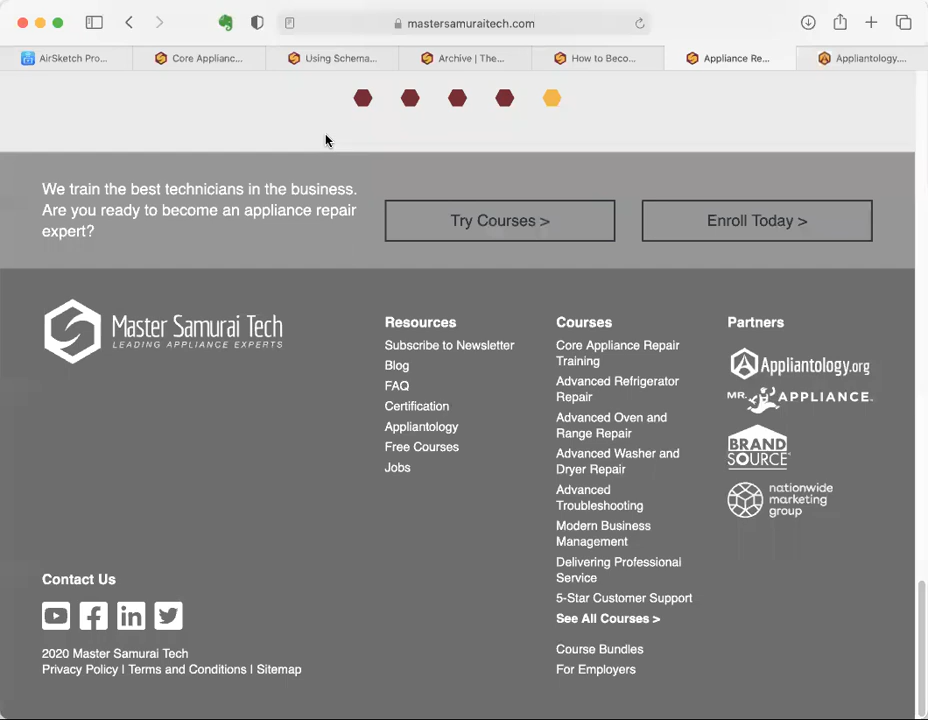 mastersamuraitech.com
AirSketch Pro...
Core Applianc...
Using Schema...
Archive | The...
How to Beco...
Appliance Re...
Appliantology....
We train the best technicians in the business.
Are you ready to become an appliance repair
expert?
Try Courses >
Enroll Today >
Master Samurai Tech
LEADING APPLIANCE EXPERTS
Resources
Subscribe to Newsletter
Blog
FAQ
Certification
Appliantology
Free Courses
Jobs
Courses
Core Appliance Repair
Training
Advanced Refrigerator
Repair
Advanced Oven and
Range Repair
Advanced Washer and
Dryer Repair
Advanced
Troubleshooting
Modern Business
Management
Delivering Professional
Service
5-Star Customer Support
See All Courses >
Course Bundles
For Employers
Partners
Appliantology.org
MR. APPLIANCE
BRAND
SOURCE
nationwide
marketing
group
Contact Us
2020 Master Samurai Tech
Privacy Policy | Terms and Conditions | Sitemap